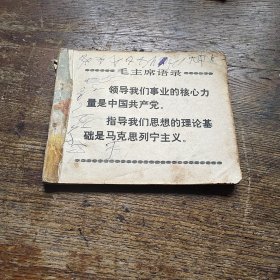 毛主席语录
领导我们事业的核心力
量是中国共产党。
指导我们思想的理论基
础是马克思列宁主义。